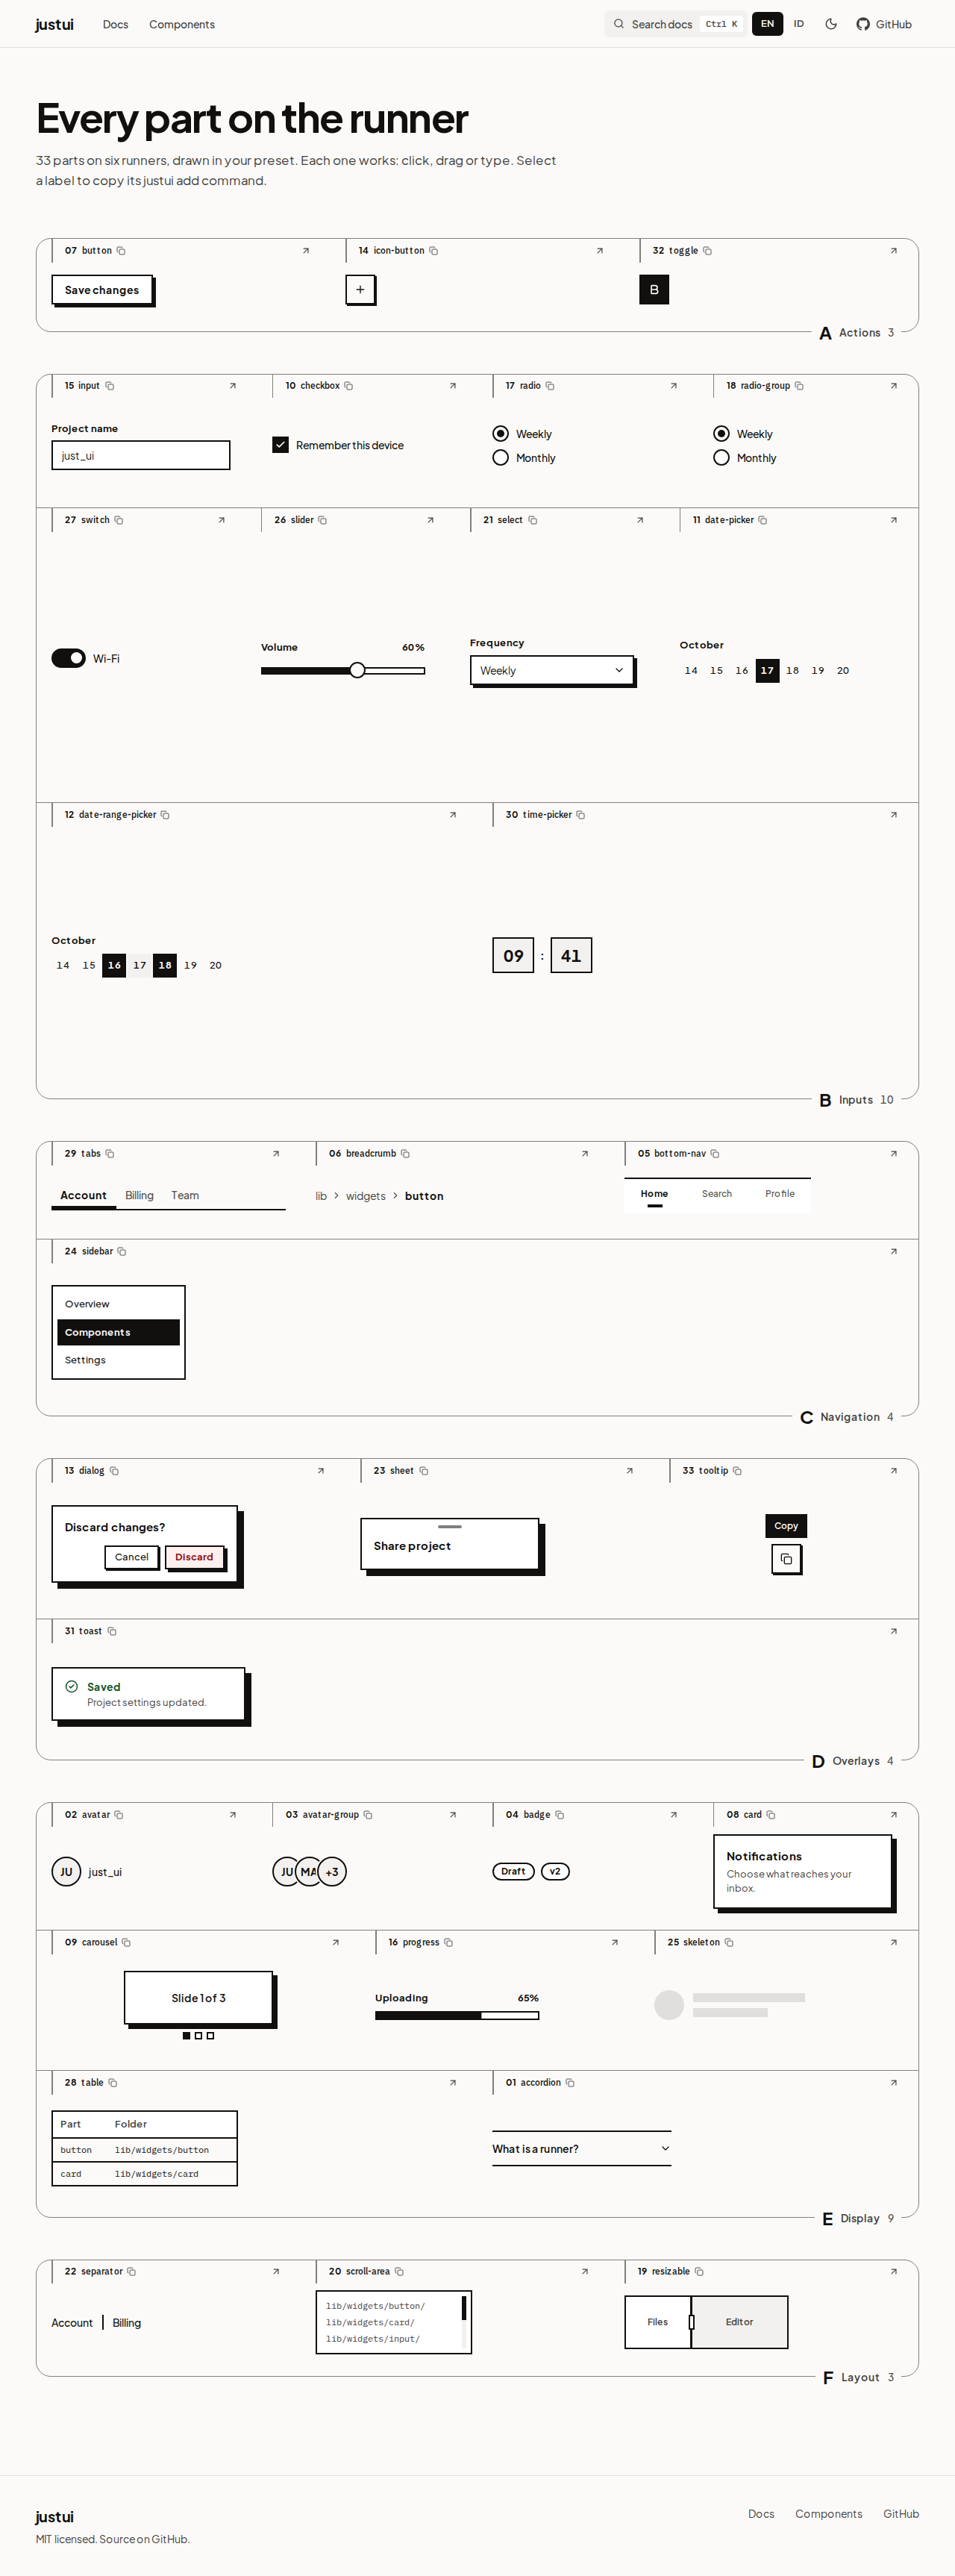 justui Docs Components Search docs Ctrl K EN ID GitHub
Every part on the runner
33 parts on six runners, drawn in your preset. Each one works: click, drag or type. Select
a label to copy its justui add command.
07 button 14 icon-button 32 toggle
Save changes B
A Actions 3
15 input 10 checkbox 17 radio 18 radio-group
Project name
just_ui Remember this device
Weekly Weekly
Monthly Monthly
27 switch 26 slider 21 select 11 date-picker
Wi-Fi
Volume 60%
Frequency
Weekly
October
14 15 16 17 18 19 20
12 date-range-picker 30 time-picker
October
14 15 16 17 18 19 20
09 : 41
B Inputs 10
29 tabs 06 breadcrumb 05 bottom-nav
Account Billing Team lib widgets button Home Search Profile
24 sidebar
Overview
Components
Settings
C Navigation 4
13 dialog 23 sheet 33 tooltip
Discard changes?
Cancel Discard
Share project
Copy
31 toast
Saved
Project settings updated.
D Overlays 4
02 avatar 03 avatar-group 04 badge 08 card
JU just_ui JU MA +3 Draft v2
Notifications
Choose what reaches your
inbox.
09 carousel 16 progress 25 skeleton
Slide 1 of 3
Uploading 65%
28 table 01 accordion
Part Folder
button lib/widgets/button
card lib/widgets/card
What is a runner?
E Display 9
22 separator 20 scroll-area 19 resizable
Account Billing
lib/widgets/button/
lib/widgets/card/
lib/widgets/input/
Files Editor
F Layout 3
justui Docs Components GitHub
MIT licensed. Source on GitHub.